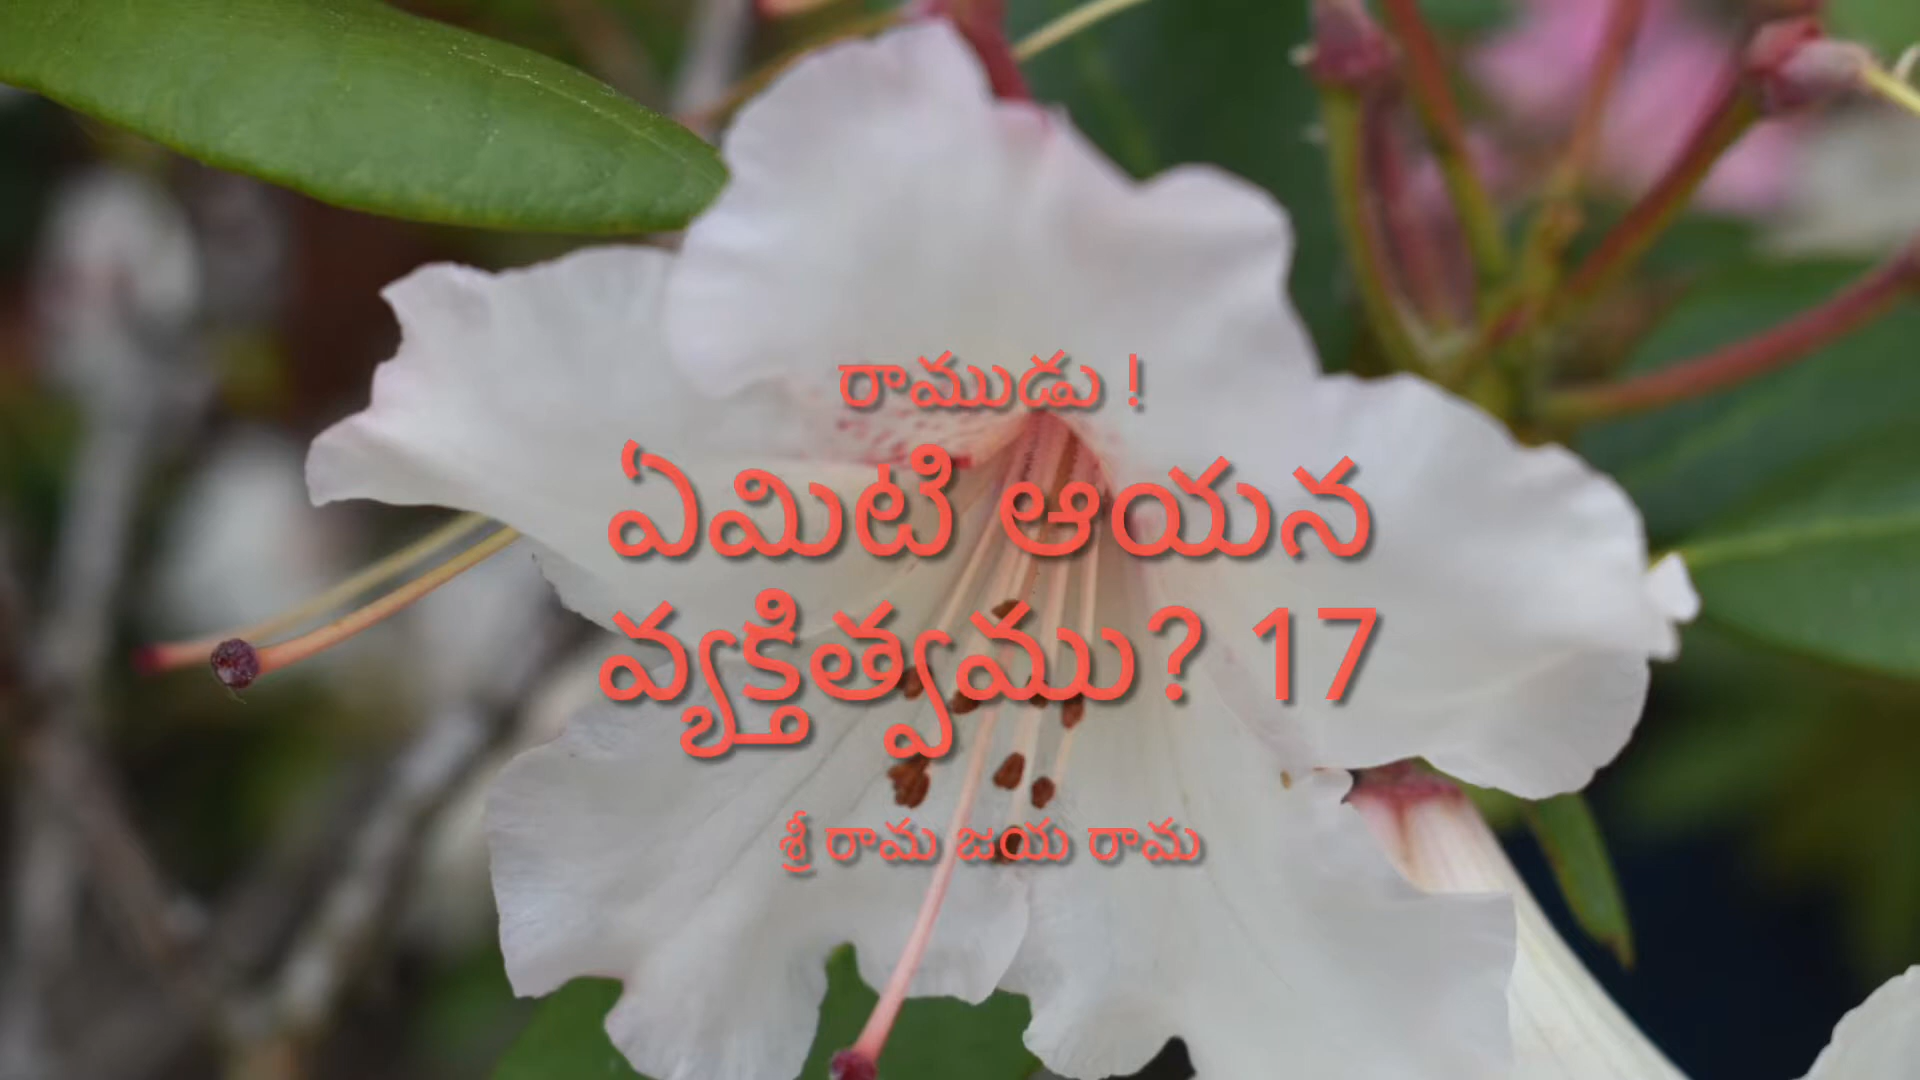 రాముడు !
ఏమిటి ఆయన
వ్యక్తిత్వము? 17
శ్రీ రామ జయ రామ